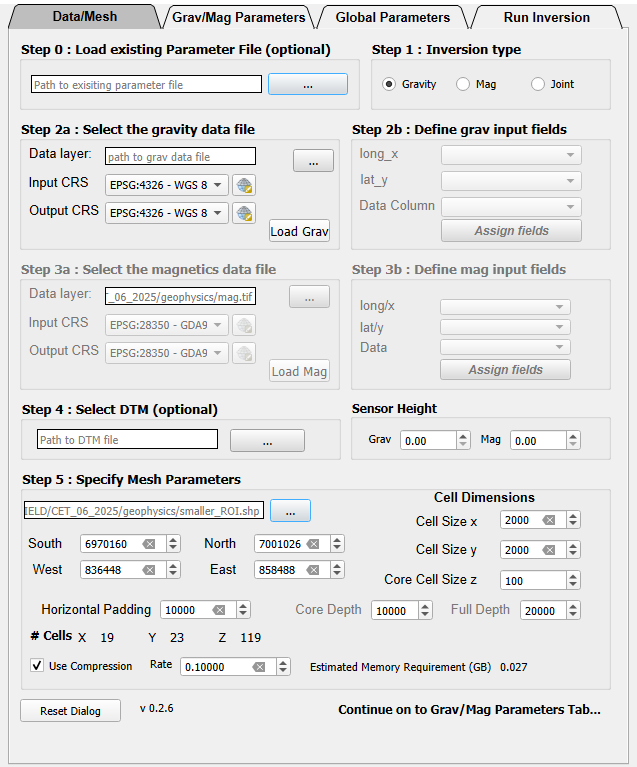 Data/Mesh
Grav/Mag Parameters
Global Parameters
Run Inversion
Step 0 : Load existing Parameter File (optional)
Path to exisiting parameter file
...
Step 1 : Inversion type
Gravity
Mag
Joint
Step 2a : Select the gravity data file
Data layer:
path to grav data file
...
Input CRS
EPSG:4326 - WGS 8
Output CRS
EPSG:4326 - WGS 8
Load Grav
Step 2b : Define grav input fields
long_x
lat_y
Data Column
Assign fields
Step 3a : Select the magnetics data file
Data layer:
_06_2025/geophysics/mag.tif
...
Input CRS
EPSG:28350 - GDA9
Output CRS
EPSG:28350 - GDA9
Load Mag
Step 3b : Define mag input fields
long/x
lat/y
Data
Assign fields
Step 4 : Select DTM (optional)
Path to DTM file
...
Sensor Height
Grav 0.00
Mag 0.00
Step 5 : Specify Mesh Parameters
IELD/CET_06_2025/geophysics/smaller_ROI.shp
...
South 6970160
North 7001026
West 836448
East 858488
Cell Dimensions
Cell Size x 2000
Cell Size y 2000
Core Cell Size z 100
Horizontal Padding 10000
Core Depth 10000
Full Depth 20000
# Cells X 19 Y 23 Z 119
Use Compression
Rate 0.10000
Estimated Memory Requirement (GB) 0.027
Reset Dialog
v 0.2.6
Continue on to Grav/Mag Parameters Tab...